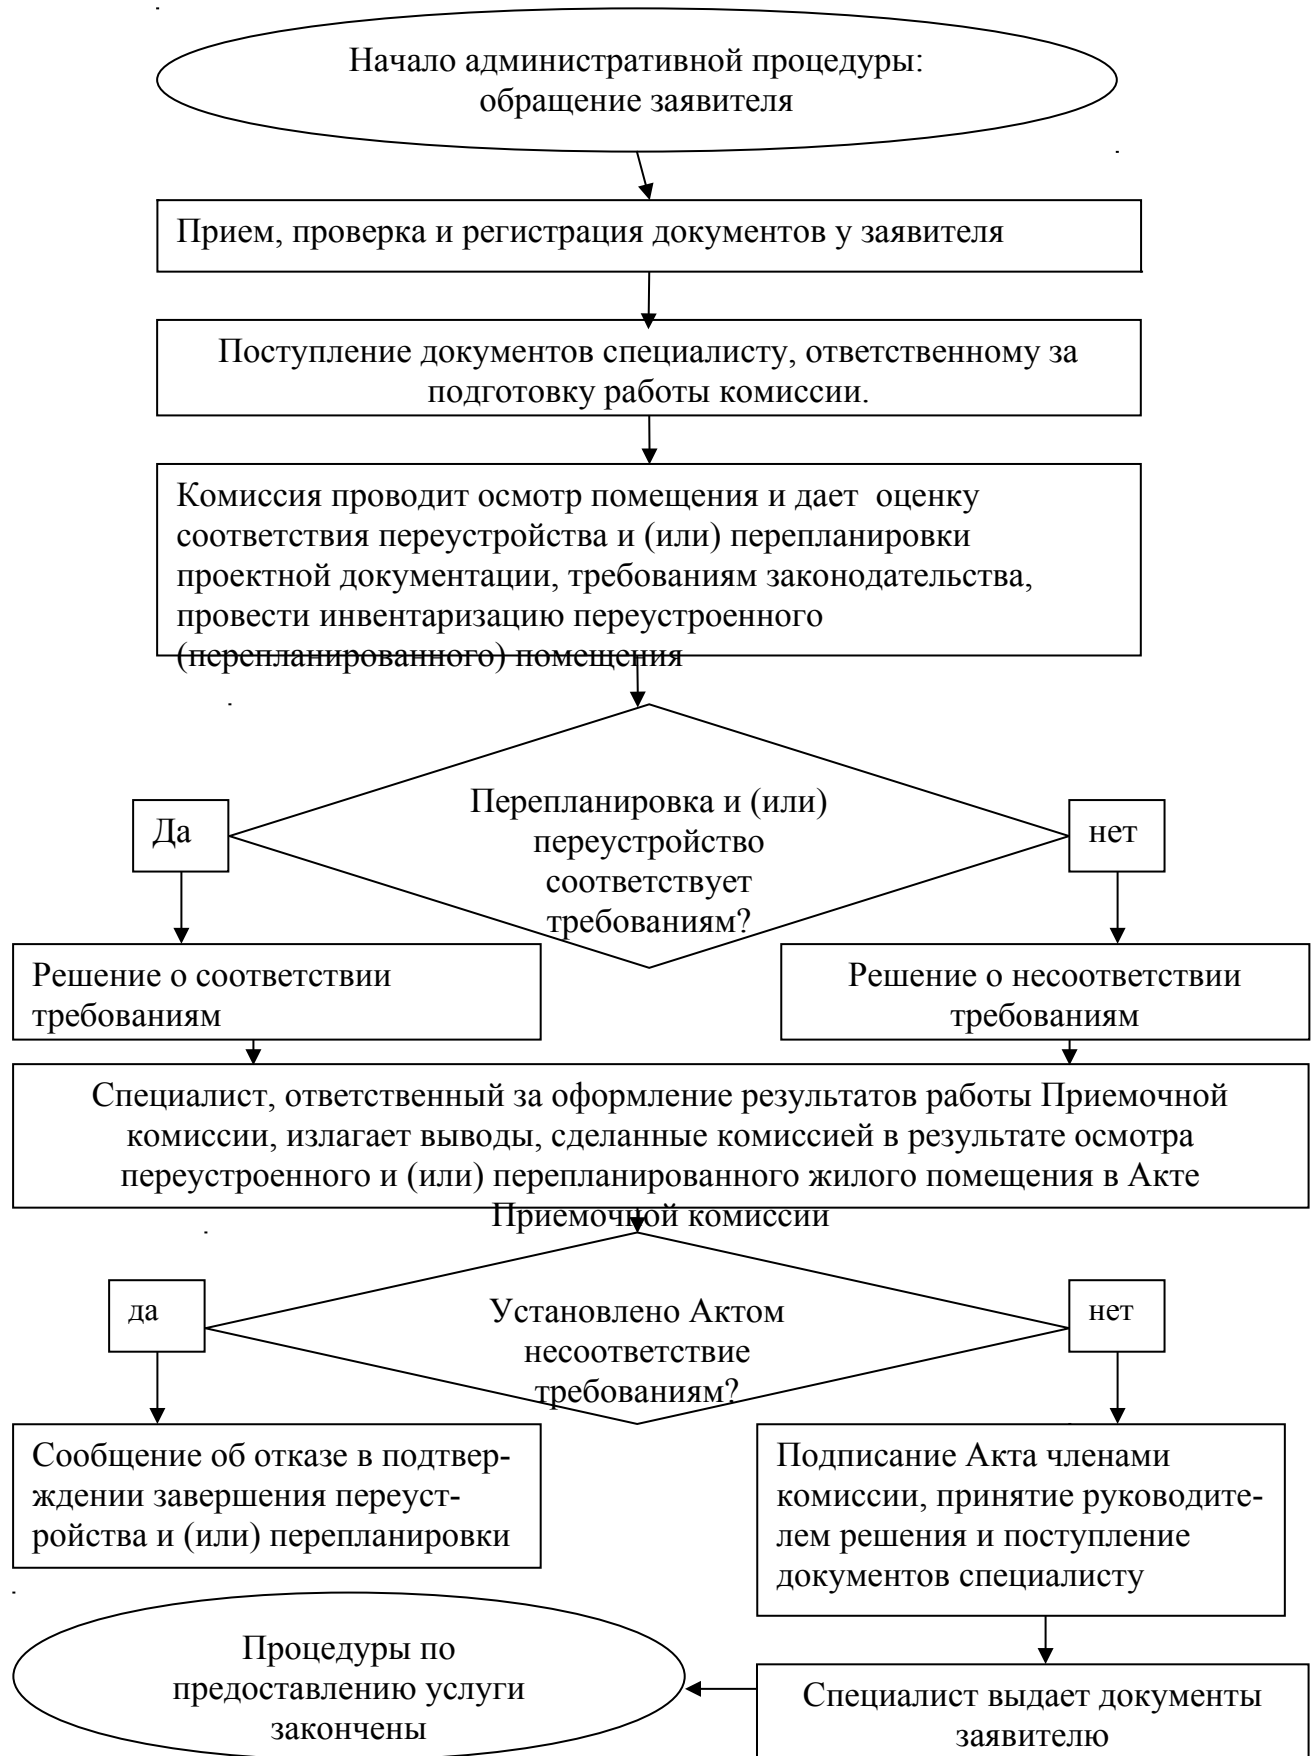 Начало административной процедуры:
обращение заявителя
Прием, проверка и регистрация документов у заявителя
Поступление документов специалисту, ответственному за
подготовку работы комиссии.
Комиссия проводит осмотр помещения и дает  оценку
соответствия переустройства и (или) перепланировки
проектной документации, требованиям законодательства,
провести инвентаризацию переустроенного
(перепланированного) помещения
Перепланировка и (или)
переустройство
соответствует
требованиям?
Да
нет
Решение о соответствии
требованиям
Решение о несоответствии
требованиям
Специалист, ответственный за оформление результатов работы Приемочной
комиссии, излагает выводы, сделанные комиссией в результате осмотра
переустроенного и (или) перепланированного жилого помещения в Акте
Приемочной комиссии
Установлено Актом
несоответствие
требованиям?
да
нет
Сообщение об отказе в подтвер-
ждении завершения переуст-
ройства и (или) перепланировки
Подписание Акта членами
комиссии, принятие руководите-
лем решения и поступление
документов специалисту
Процедуры по
предоставлению услуги
закончены
Специалист выдает документы
заявителю